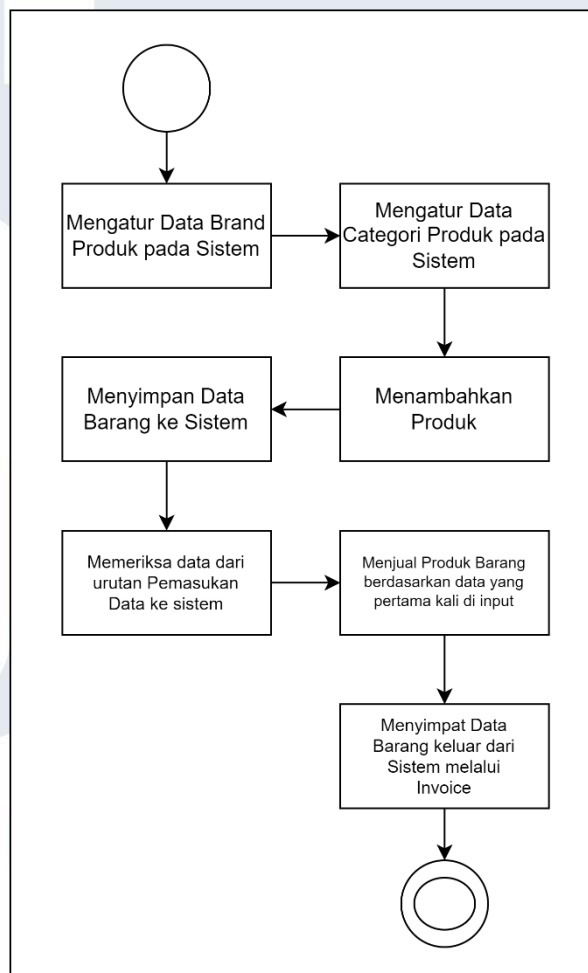 Mengatur Data Brand
Produk pada Sistem
Mengatur Data
Categori Produk pada
Sistem
Menambahkan
Produk
Menyimpan Data
Barang ke Sistem
Memeriksa data dari
urutan Pemasukan
Data ke sistem
Menjual Produk Barang
berdasarkan data yang
pertama kali di input
Menyimpat Data
Barang keluar dari
Sistem melalui
Invoice